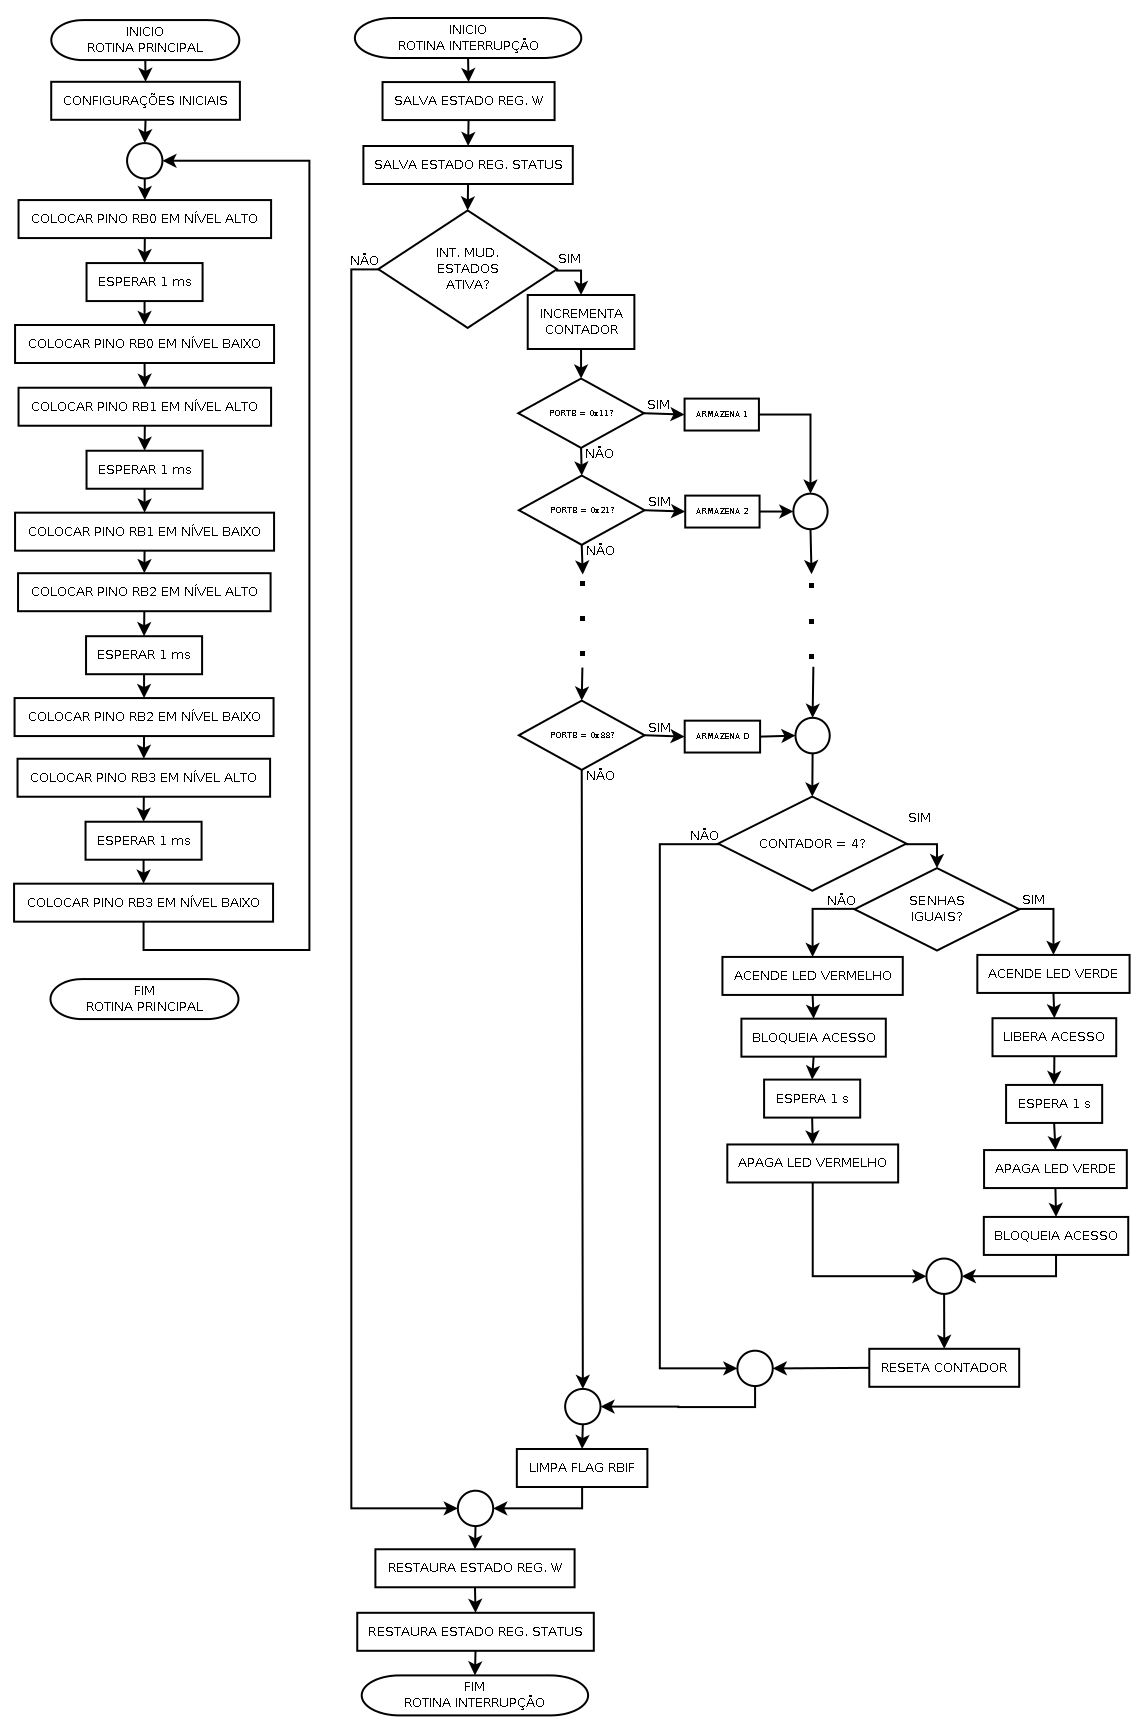 INICIO
ROTINA PRINCIPAL
CONFIGURAÇÕES INICIAIS
COLOCAR PINO RB0 EM NÍVEL ALTO
ESPERAR 1 ms
COLOCAR PINO RB0 EM NÍVEL BAIXO
COLOCAR PINO RB1 EM NÍVEL ALTO
ESPERAR 1 ms
COLOCAR PINO RB1 EM NÍVEL BAIXO
COLOCAR PINO RB2 EM NÍVEL ALTO
ESPERAR 1 ms
COLOCAR PINO RB2 EM NÍVEL BAIXO
COLOCAR PINO RB3 EM NÍVEL ALTO
ESPERAR 1 ms
COLOCAR PINO RB3 EM NÍVEL BAIXO
FIM
ROTINA PRINCIPAL
INICIO
ROTINA INTERRUPÇÃO
SALVA ESTADO REG. W
SALVA ESTADO REG. STATUS
INT. MUD.
ESTADOS
ATIVA?
NÃO
SIM
INCREMENTA
CONTADOR
PORTB = 0x11?
SIM
ARMAZENA 1
NÃO
PORTB = 0x21?
SIM
ARMAZENA 2
NÃO
PORTB = 0x88?
SIM
ARMAZENA D
NÃO
CONTADOR = 4?
NÃO
SIM
SENHAS
IGUAIS?
NÃO
SIM
ACENDE LED VERMELHO
BLOQUEIA ACESSO
ESPERA 1 s
APAGA LED VERMELHO
ACENDE LED VERDE
LIBERA ACESSO
ESPERA 1 s
APAGA LED VERDE
BLOQUEIA ACESSO
RESETA CONTADOR
LIMPA FLAG RBIF
RESTAURA ESTADO REG. W
RESTAURA ESTADO REG. STATUS
FIM
ROTINA INTERRUPÇÃO